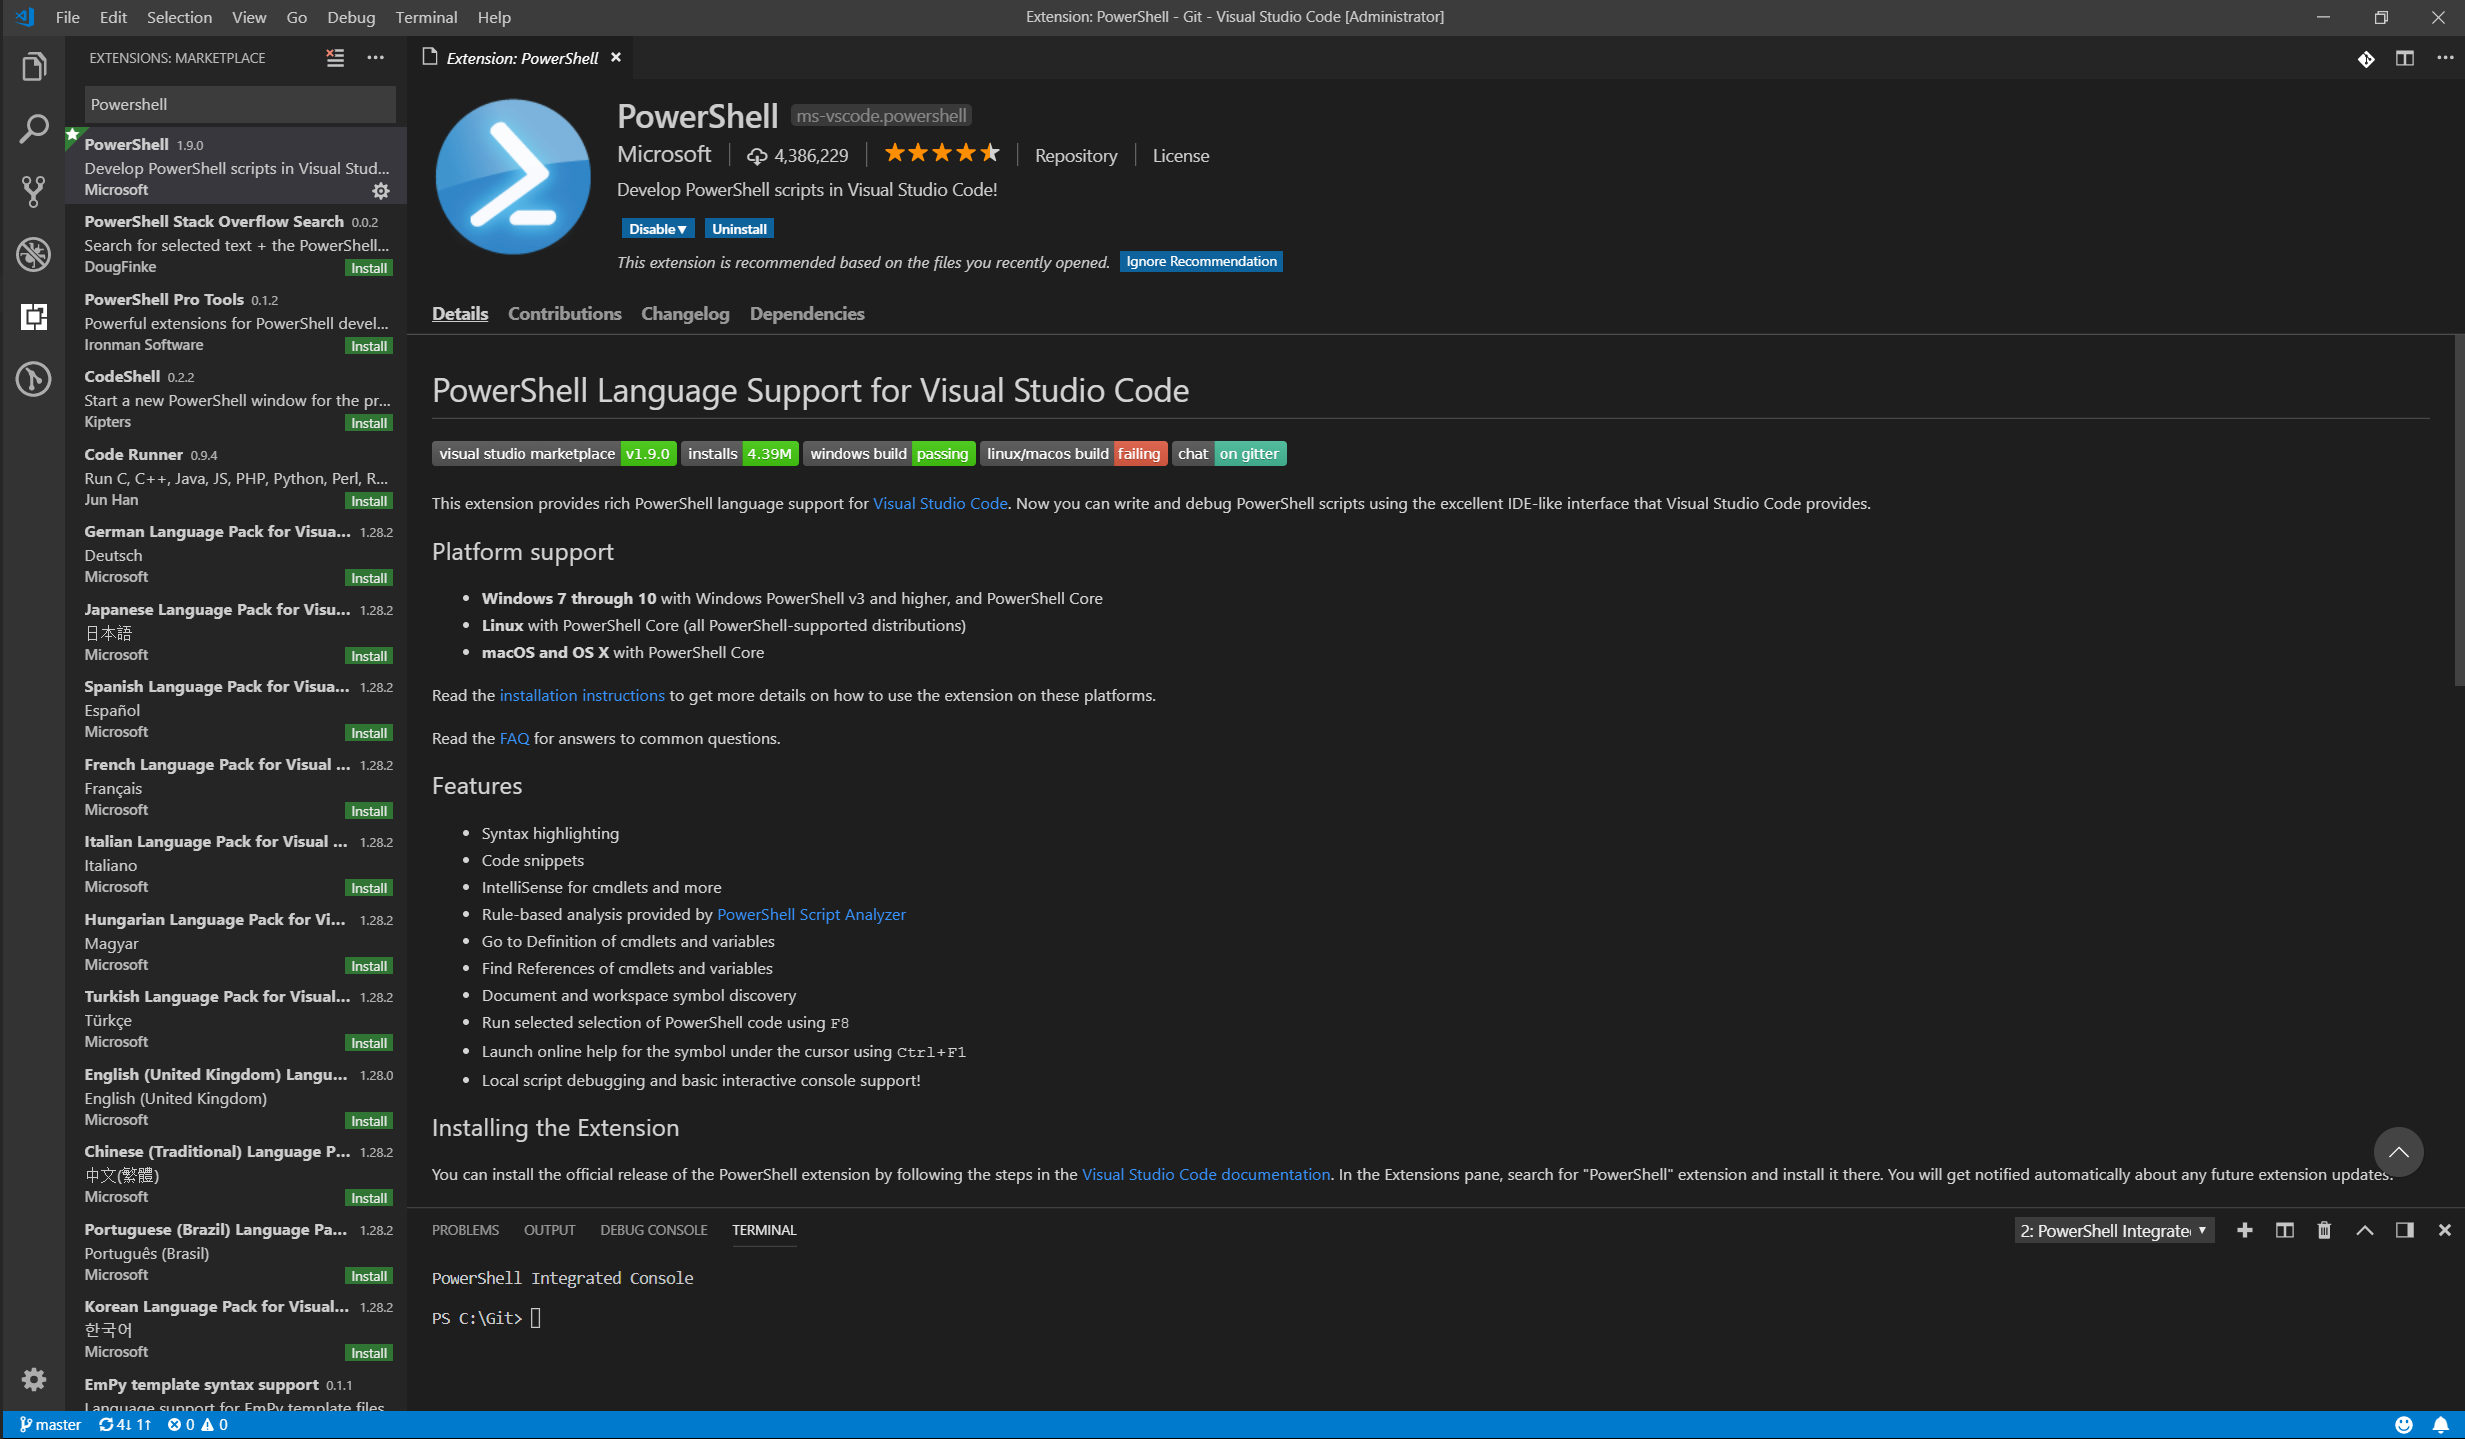 File Edit Selection View Go Debug Terminal Help
Extension: PowerShell - Git - Visual Studio Code [Administrator]
EXTENSIONS: MARKETPLACE
Powershell
PowerShell 1.9.0
Develop PowerShell scripts in Visual Stud...
Microsoft
PowerShell Stack Overflow Search 0.0.2
Search for selected text + the PowerShell...
DougFinke Install
PowerShell Pro Tools 0.1.2
Powerful extensions for PowerShell devel...
Ironman Software Install
CodeShell 0.2.2
Start a new PowerShell window for the pr...
Kipters Install
Code Runner 0.9.4
Run C, C++, Java, JS, PHP, Python, Perl, R...
Jun Han Install
German Language Pack for Visua... 1.28.2
Deutsch
Microsoft Install
Japanese Language Pack for Visu... 1.28.2
日本語
Microsoft Install
Spanish Language Pack for Visua... 1.28.2
Español
Microsoft Install
French Language Pack for Visual ... 1.28.2
Français
Microsoft Install
Italian Language Pack for Visual ... 1.28.2
Italiano
Microsoft Install
Hungarian Language Pack for Vi... 1.28.2
Magyar
Microsoft Install
Turkish Language Pack for Visual... 1.28.2
Türkçe
Microsoft Install
English (United Kingdom) Langu... 1.28.0
English (United Kingdom)
Microsoft Install
Chinese (Traditional) Language P... 1.28.2
中文(繁體)
Microsoft Install
Portuguese (Brazil) Language Pa... 1.28.2
Português (Brasil)
Microsoft Install
Korean Language Pack for Visual... 1.28.2
한국어
Microsoft Install
EmPy template syntax support 0.1.1
Language support for EmPy template files
Extension: PowerShell
PowerShell ms-vscode.powershell
Microsoft 4,386,229 Repository License
Develop PowerShell scripts in Visual Studio Code!
Disable Uninstall
This extension is recommended based on the files you recently opened. Ignore Recommendation
Details Contributions Changelog Dependencies
PowerShell Language Support for Visual Studio Code
visual studio marketplace v1.9.0 installs 4.39M windows build passing linux/macos build failing chat on gitter
This extension provides rich PowerShell language support for Visual Studio Code. Now you can write and debug PowerShell scripts using the excellent IDE-like interface that Visual Studio Code provides.
Platform support
• Windows 7 through 10 with Windows PowerShell v3 and higher, and PowerShell Core
• Linux with PowerShell Core (all PowerShell-supported distributions)
• macOS and OS X with PowerShell Core
Read the installation instructions to get more details on how to use the extension on these platforms.
Read the FAQ for answers to common questions.
Features
• Syntax highlighting
• Code snippets
• IntelliSense for cmdlets and more
• Rule-based analysis provided by PowerShell Script Analyzer
• Go to Definition of cmdlets and variables
• Find References of cmdlets and variables
• Document and workspace symbol discovery
• Run selected selection of PowerShell code using F8
• Launch online help for the symbol under the cursor using Ctrl+F1
• Local script debugging and basic interactive console support!
Installing the Extension
You can install the official release of the PowerShell extension by following the steps in the Visual Studio Code documentation. In the Extensions pane, search for "PowerShell" extension and install it there. You will get notified automatically about any future extension updates.
PROBLEMS OUTPUT DEBUG CONSOLE TERMINAL 2: PowerShell Integrate
PowerShell Integrated Console
PS C:\Git>
master 4↓ 1↑ 0 0